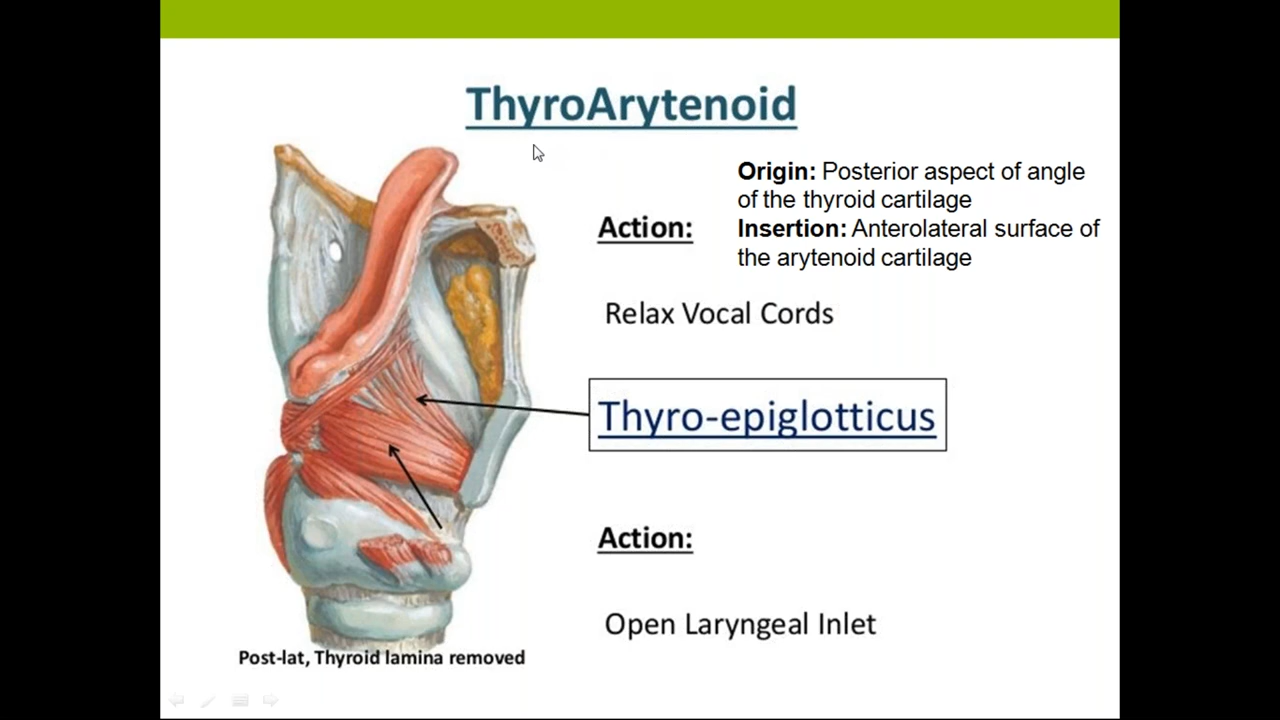 ThyroArytenoid
Origin: Posterior aspect of angle
of the thyroid cartilage
Action:
Insertion: Anterolateral surface of
the arytenoid cartilage
Relax Vocal Cords
Thyro-epiglotticus
Action:
Open Laryngeal Inlet
Post-lat, Thyroid lamina removed